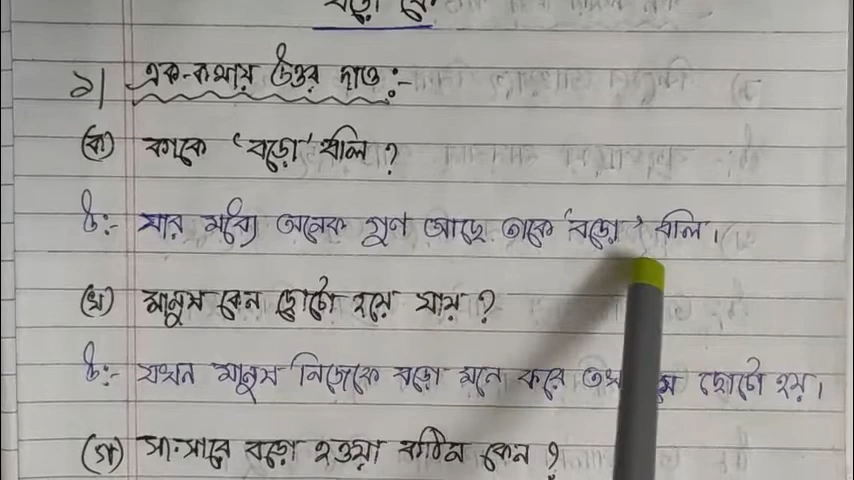 বড়ো কে
১| এক-কথায় উত্তর দাও:-
(ক) কাকে ‘বড়ো’ বলি ?
উ:- যার মধ্যে অনেক গুণ আছে তাকে ‘বড়ো’ বলি।
(খ) মানুষ কেন ছোটো হয়ে যায় ?
উ:- যখন মানুষ নিজেকে বড়ো মনে করে সে ছোটো হয়।
(গ) সংসারে বড়ো হওয়া কঠিন কেন ?